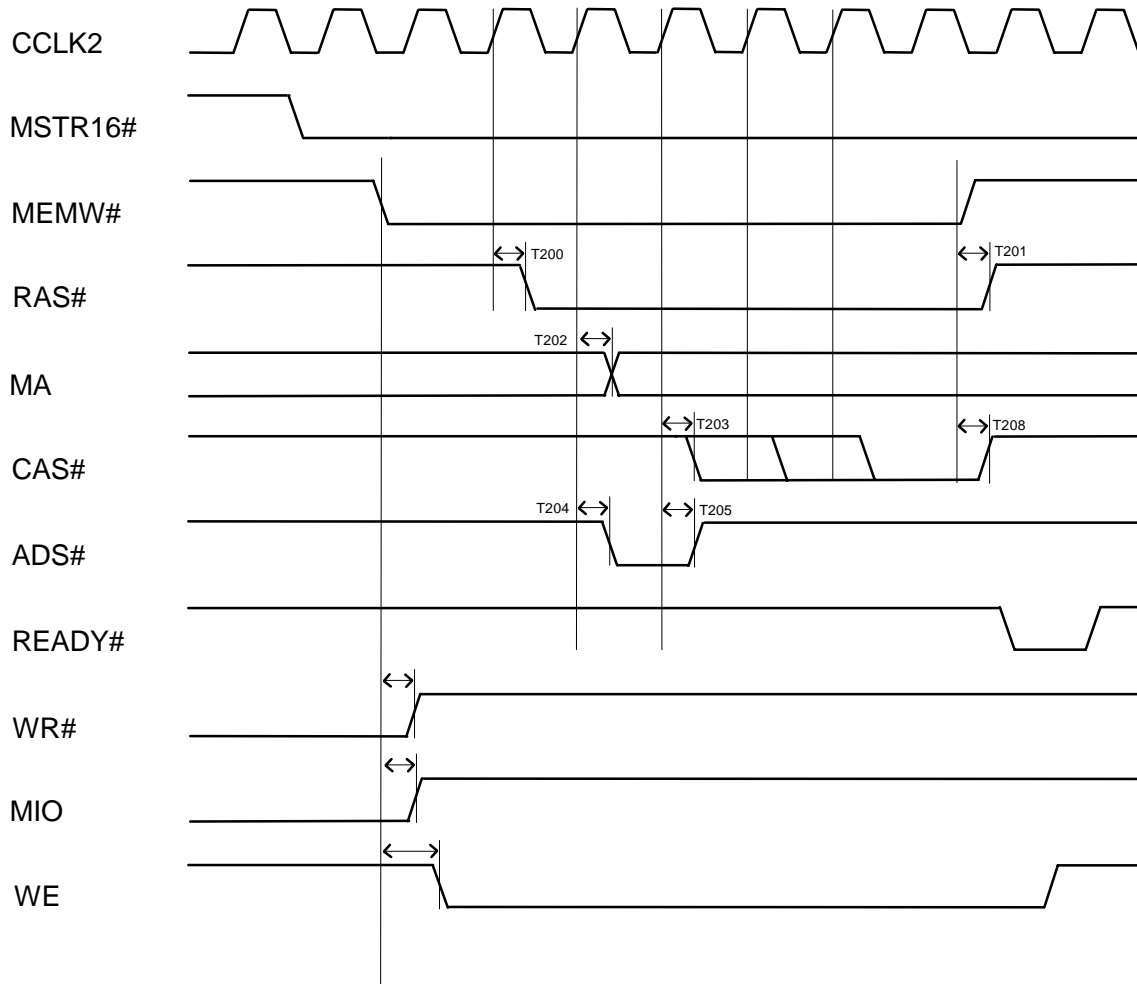 CCLK2
MSTR16#
MEMW#
T200
T201
RAS#
T202
MA
T203
T208
CAS#
T204
T205
ADS#
READY#
WR#
MIO
WE